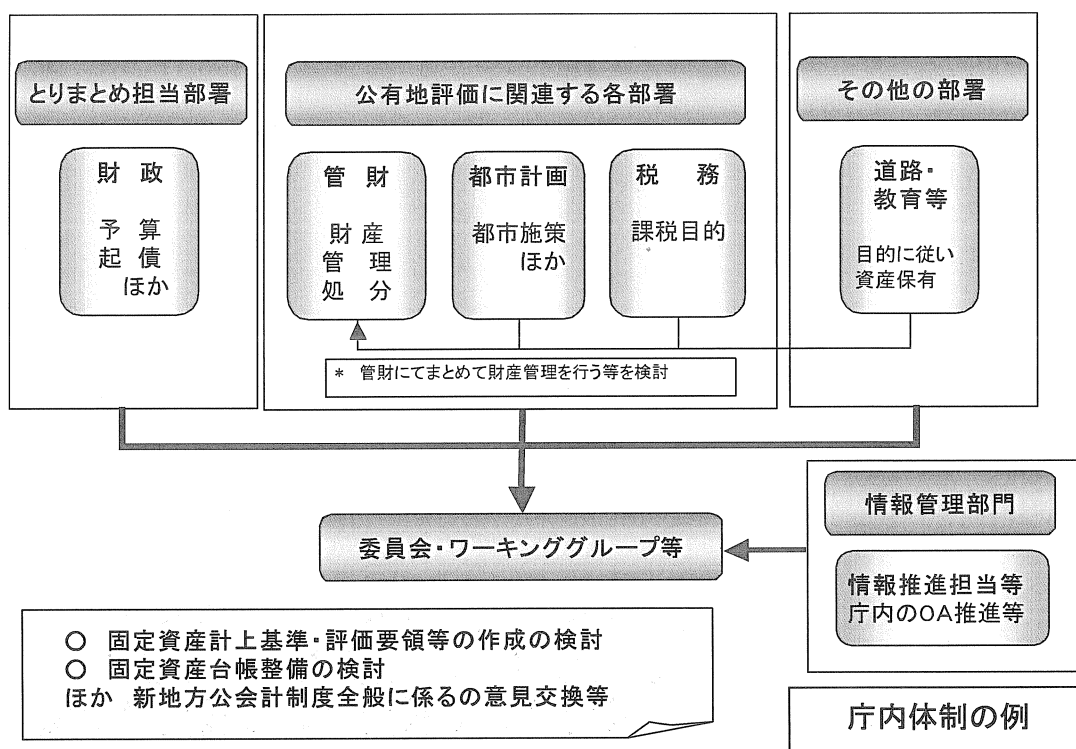 とりまとめ担当部署
財　政
予　算
起　債
ほか
公有地評価に関連する各部署
管　財
財　産
管　理
処　分
都市計画
都市施策
ほか
税　務
課税目的
＊　管財にてまとめて財産管理を行う等を検討
その他の部署
道路・
教育等
目的に従い
資産保有
委員会・ワーキンググループ等
情報管理部門
情報推進担当等
庁内のOA推進等
○　固定資産計上基準・評価要領等の作成の検討
○　固定資産台帳整備の検討
ほか　新地方公会計制度全般に係るの意見交換等
庁内体制の例